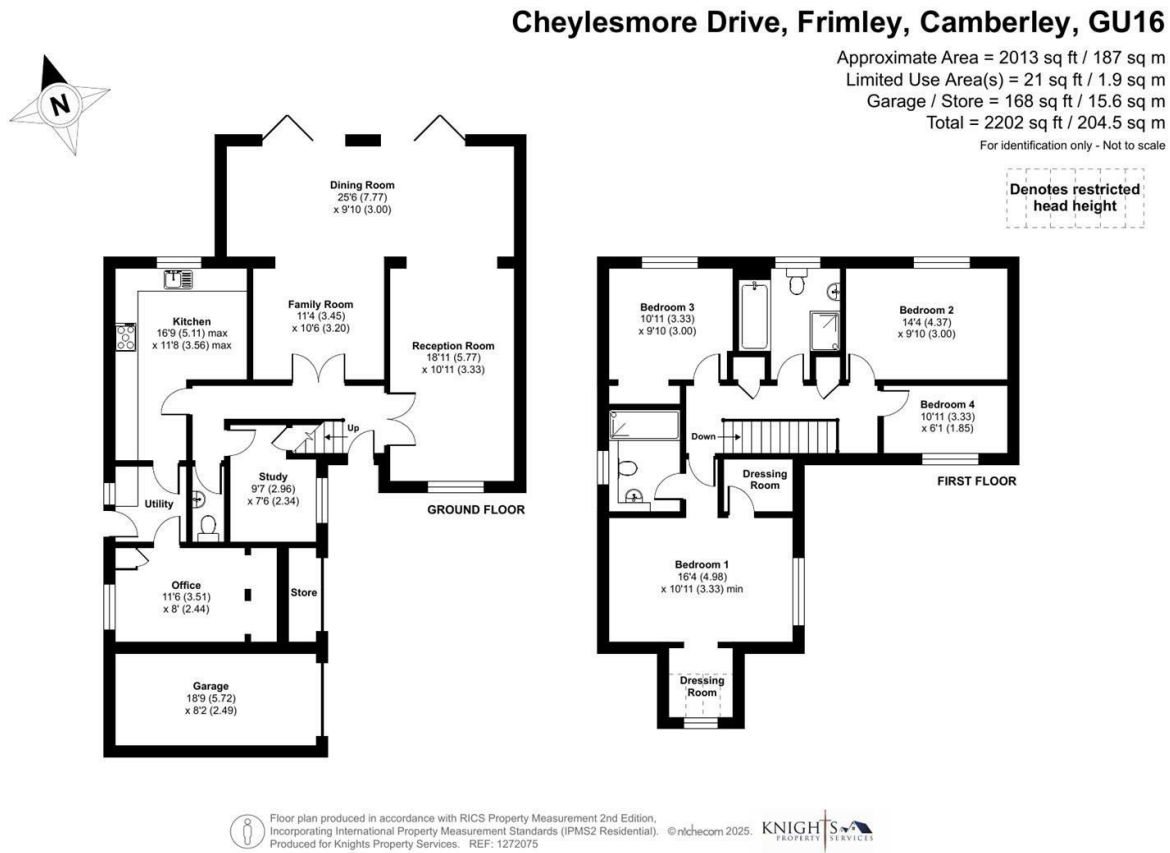 Cheylesmore Drive, Frimley, Camberley, GU16
Approximate Area = 2013 sq ft / 187 sq m
Limited Use Area(s) = 21 sq ft / 1.9 sq m
Garage / Store = 168 sq ft / 15.6 sq m
Total = 2202 sq ft / 204.5 sq m
For identification only - Not to scale
N
Denotes restricted
head height
Dining Room
25'6 (7.77)
x 9'10 (3.00)
Kitchen
16'9 (5.11) max
x 11'8 (3.56) max
Family Room
11'4 (3.45)
x 10'6 (3.20)
Reception Room
18'11 (5.77)
x 10'11 (3.33)
Up
Study
9'7 (2.96)
x 7'6 (2.34)
Utility
GROUND FLOOR
Office
11'6 (3.51)
x 8' (2.44)
Store
Garage
18'9 (5.72)
x 8'2 (2.49)
Bedroom 3
10'11 (3.33)
x 9'10 (3.00)
Bedroom 2
14'4 (4.37)
x 9'10 (3.00)
Bedroom 4
10'11 (3.33)
x 6'1 (1.85)
Down
Dressing
Room
FIRST FLOOR
Bedroom 1
16'4 (4.98)
x 10'11 (3.33) min
Dressing
Room
Floor plan produced in accordance with RICS Property Measurement 2nd Edition,
Incorporating International Property Measurement Standards (IPMS2 Residential). © nichecom 2025.
Produced for Knights Property Services. REF: 1272075
KNIGHTS
PROPERTY SERVICES